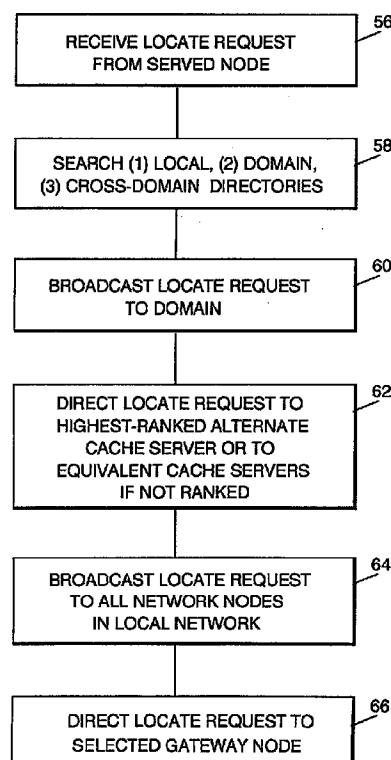 56
RECEIVE LOCATE REQUEST
FROM SERVED NODE
58
SEARCH (1) LOCAL, (2) DOMAIN,
(3) CROSS-DOMAIN DIRECTORIES
60
BROADCAST LOCATE REQUEST
TO DOMAIN
62
DIRECT LOCATE REQUEST TO
HIGHEST-RANKED ALTERNATE
CACHE SERVER OR TO
EQUIVALENT CACHE SERVERS
IF NOT RANKED
64
BROADCAST LOCATE REQUEST
TO ALL NETWORK NODES
IN LOCAL NETWORK
66
DIRECT LOCATE REQUEST TO
SELECTED GATEWAY NODE